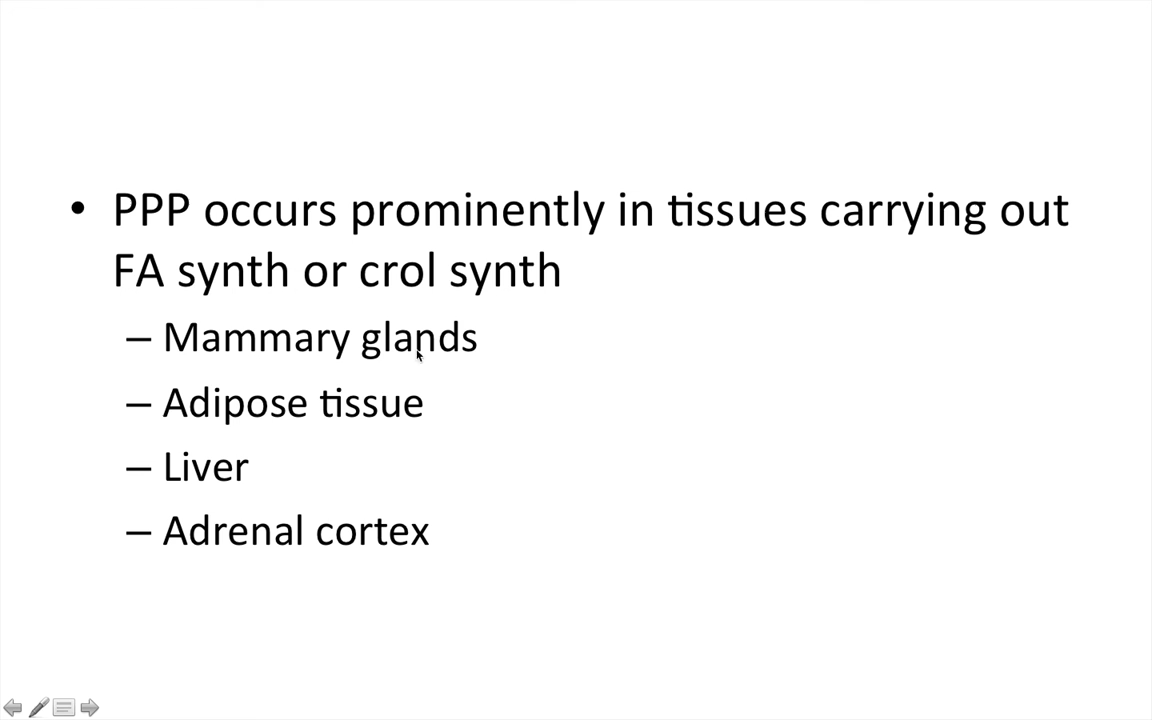 • PPP occurs prominently in tissues carrying out
FA synth or crol synth
– Mammary glands
– Adipose tissue
– Liver
– Adrenal cortex